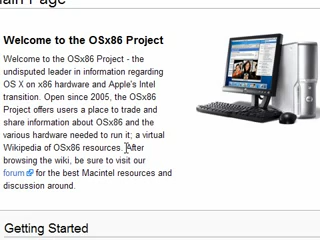 Main Page
Welcome to the OSx86 Project
Welcome to the OSx86 Project - the
undisputed leader in information regarding
OS X on x86 hardware and Apple's Intel
transition. Open since 2005, the OSx86
Project offers users a place to trade and
share information about OSx86 and the
various hardware needed to run it; a virtual
Wikipedia of OSx86 resources. After
browsing the wiki, be sure to visit our
forum for the best Macintel resources and
discussion around.
Getting Started